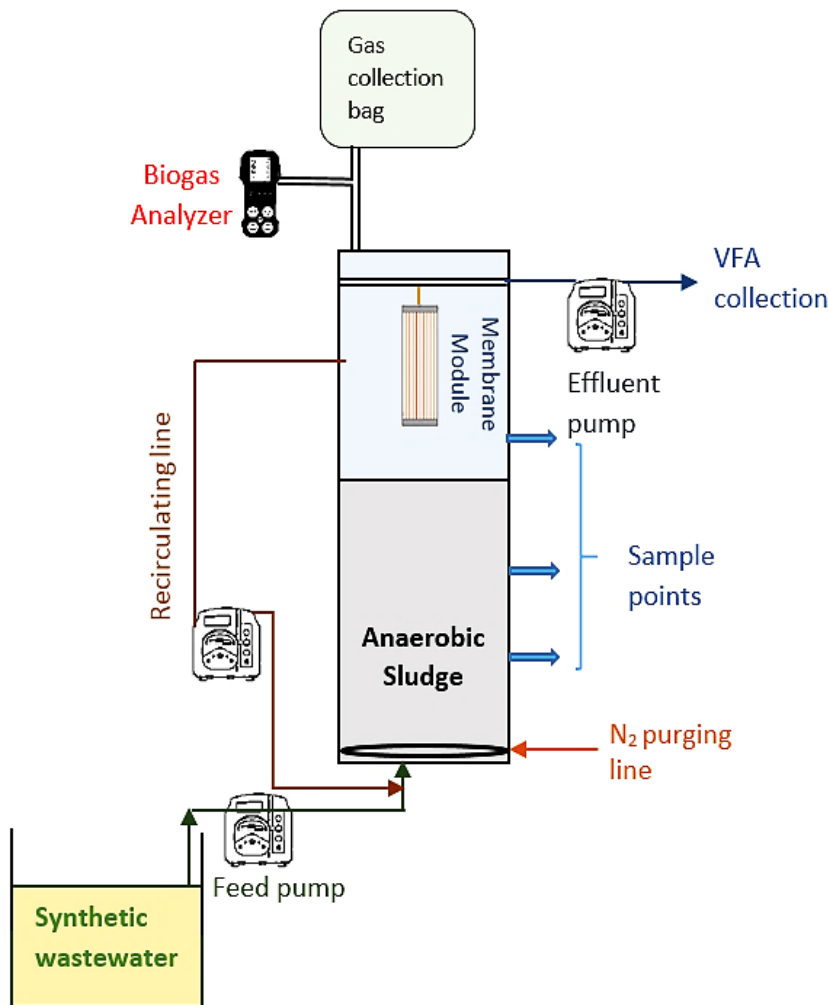 Gas
collection
bag
Biogas
Analyzer
VFA
collection
Membrane
Module
Effluent
pump
Recirculating line
Sample
points
Anaerobic
Sludge
N₂ purging
line
Feed pump
Synthetic
wastewater